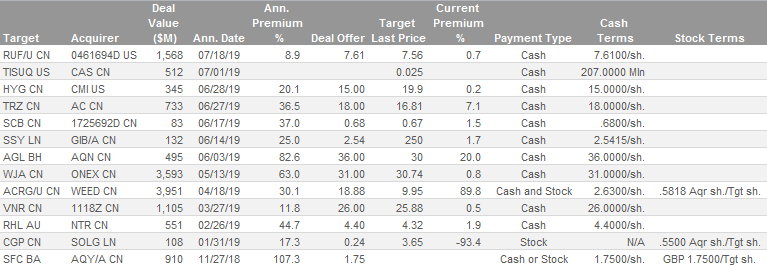 Deal Ann. Target Current Cash
Value Premium Last Price Premium Terms
Target Acquirer ($M) Ann. Date % Deal Offer % Payment Type Stock Terms
RUF/U CN 0461694D US 1,568 07/18/19 8.9 7.61 7.56 0.7 Cash 7.6100/sh.
TISUQ US CAS CN 512 07/01/19 0.025 Cash 207.0000 Mln
HYG CN CMI US 345 06/28/19 20.1 15.00 19.9 0.2 Cash 15.0000/sh.
TRZ CN AC CN 733 06/27/19 36.5 18.00 16.81 7.1 Cash 18.0000/sh.
SCB CN 1725692D CN 83 06/17/19 37.0 0.68 0.67 1.5 Cash .6800/sh.
SSY LN GIB/A CN 132 06/14/19 25.0 2.54 250 1.7 Cash 2.5415/sh.
AGL BH AQN CN 495 06/03/19 82.6 36.00 30 20.0 Cash 36.0000/sh.
WJA CN ONEX CN 3,593 05/13/19 63.0 31.00 30.74 0.8 Cash 31.0000/sh.
ACRG/U CN WEED CN 3,951 04/18/19 30.1 18.88 9.95 89.8 Cash and Stock 2.6300/sh. .5818 Aqr sh./Tgt sh.
VNR CN 1118Z CN 1,105 03/27/19 11.8 26.00 25.88 0.5 Cash 26.0000/sh.
RHL AU NTR CN 551 02/26/19 44.7 4.40 4.32 1.9 Cash 4.4000/sh.
CGP CN SOLG LN 108 01/31/19 17.3 0.24 3.65 -93.4 Stock N/A .5500 Aqr sh./Tgt sh.
SFC BA AQY/A CN 910 11/27/18 107.3 1.75 Cash or Stock 1.7500/sh. GBP 1.7500/Tgt sh.